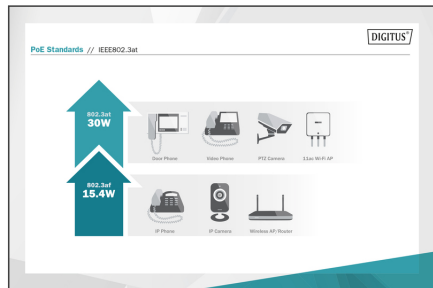 DIGITUS®
PoE Standards // IEEE802.3at
802.3at
30W
Door Phone Video Phone PTZ Camera 11ac Wi-Fi AP
802.3af
15.4W
IP Phone IP Camera Wireless AP/ Router